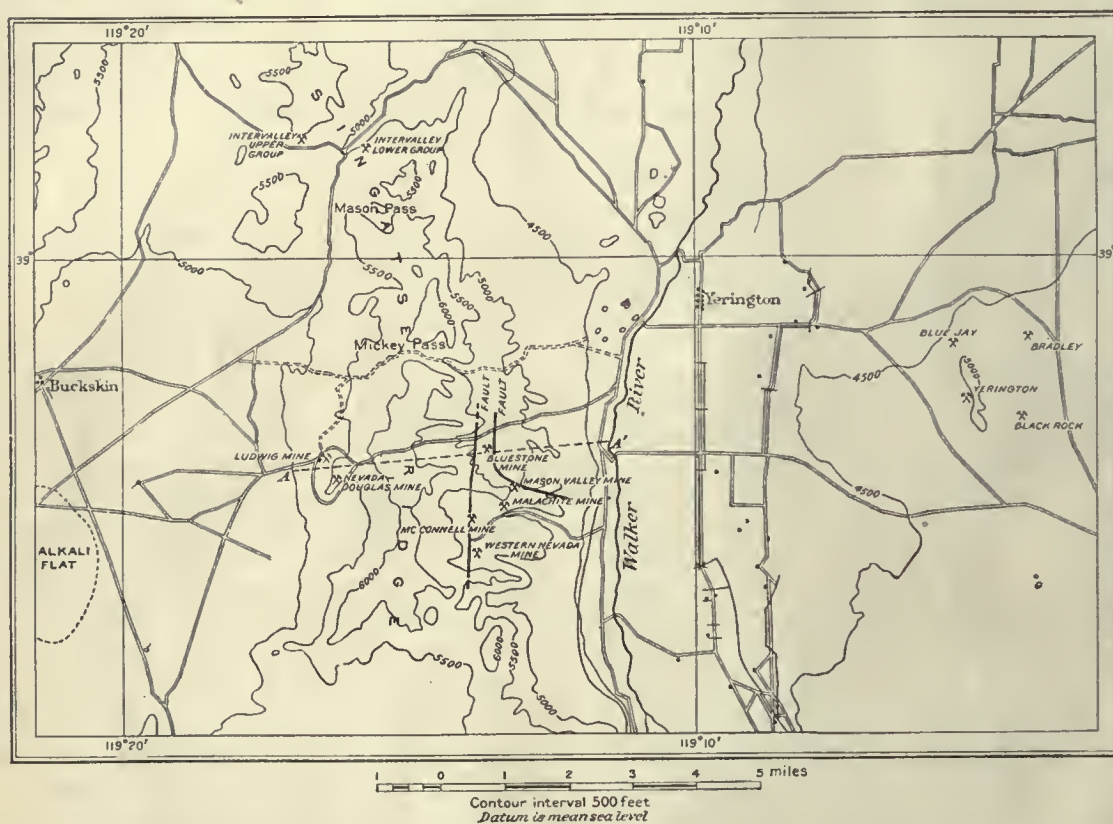 119°20'
119°10'
5500
5500
5000
S I N G A T S E
R I D G E
INTERVALLEY
UPPER
GROUP
INTERVALLEY
LOWER GROUP
5500
5500
D
Mason Pass
4500
39°
39°
5000
5500
5500
5000
6000
Yerington
Mickey Pass
BLUE JAY
BRADLEY
Buckskin
4500
5000
YERINGTON
BLACK ROCK
FAULT
FAULT
River
A'
LUDWIG MINE
BLUESTONE
MINE
A
NEVADA
DOUGLAS MINE
MASON VALLEY MINE
MALACHITE MINE
4500
MC CONNELL MINE
WESTERN NEVADA
MINE
Walker
ALKALI
FLAT
6000
6000
5500
5500
5000
119°20'
119°10'
1 0 1 2 3 4 5 miles
Contour interval 500 feet
Datum is mean sea level